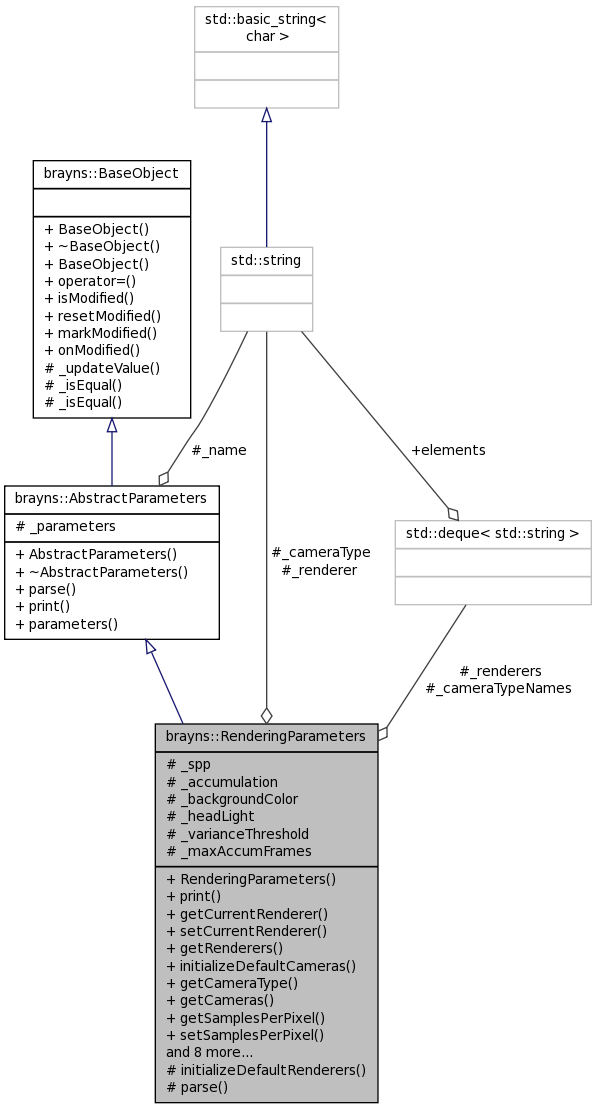 std::basic_string<
char >
brayns::BaseObject
+ BaseObject()
+ ~BaseObject()
+ BaseObject()
+ operator=()
+ isModified()
+ resetModified()
+ markModified()
+ onModified()
# _updateValue()
# _isEqual()
# _isEqual()
std::string
#_name
+elements
brayns::AbstractParameters
# _parameters
+ AbstractParameters()
+ ~AbstractParameters()
+ parse()
+ print()
+ parameters()
#_cameraType
#_renderer
std::deque< std::string >
#_renderers
#_cameraTypeNames
brayns::RenderingParameters
# _spp
# _accumulation
# _backgroundColor
# _headLight
# _varianceThreshold
# _maxAccumFrames
+ RenderingParameters()
+ print()
+ getCurrentRenderer()
+ setCurrentRenderer()
+ getRenderers()
+ initializeDefaultCameras()
+ getCameraType()
+ getCameras()
+ getSamplesPerPixel()
+ setSamplesPerPixel()
and 8 more...
# initializeDefaultRenderers()
# parse()